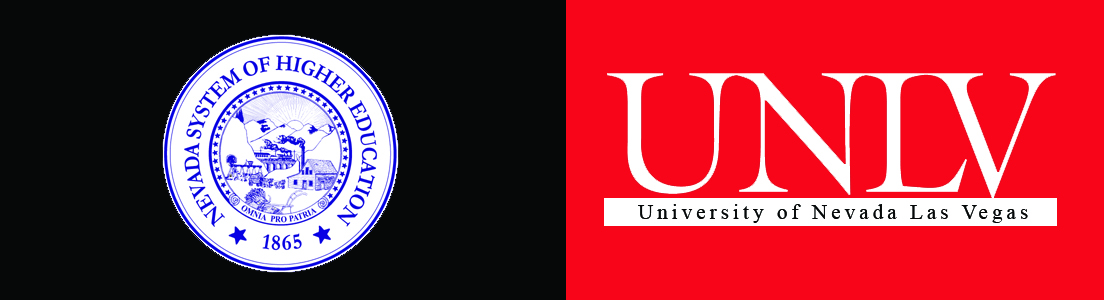 NEVADA SYSTEM OF HIGHER EDUCATION
OMNIA PRO PATRIA
1865
UNLV
University of Nevada Las Vegas